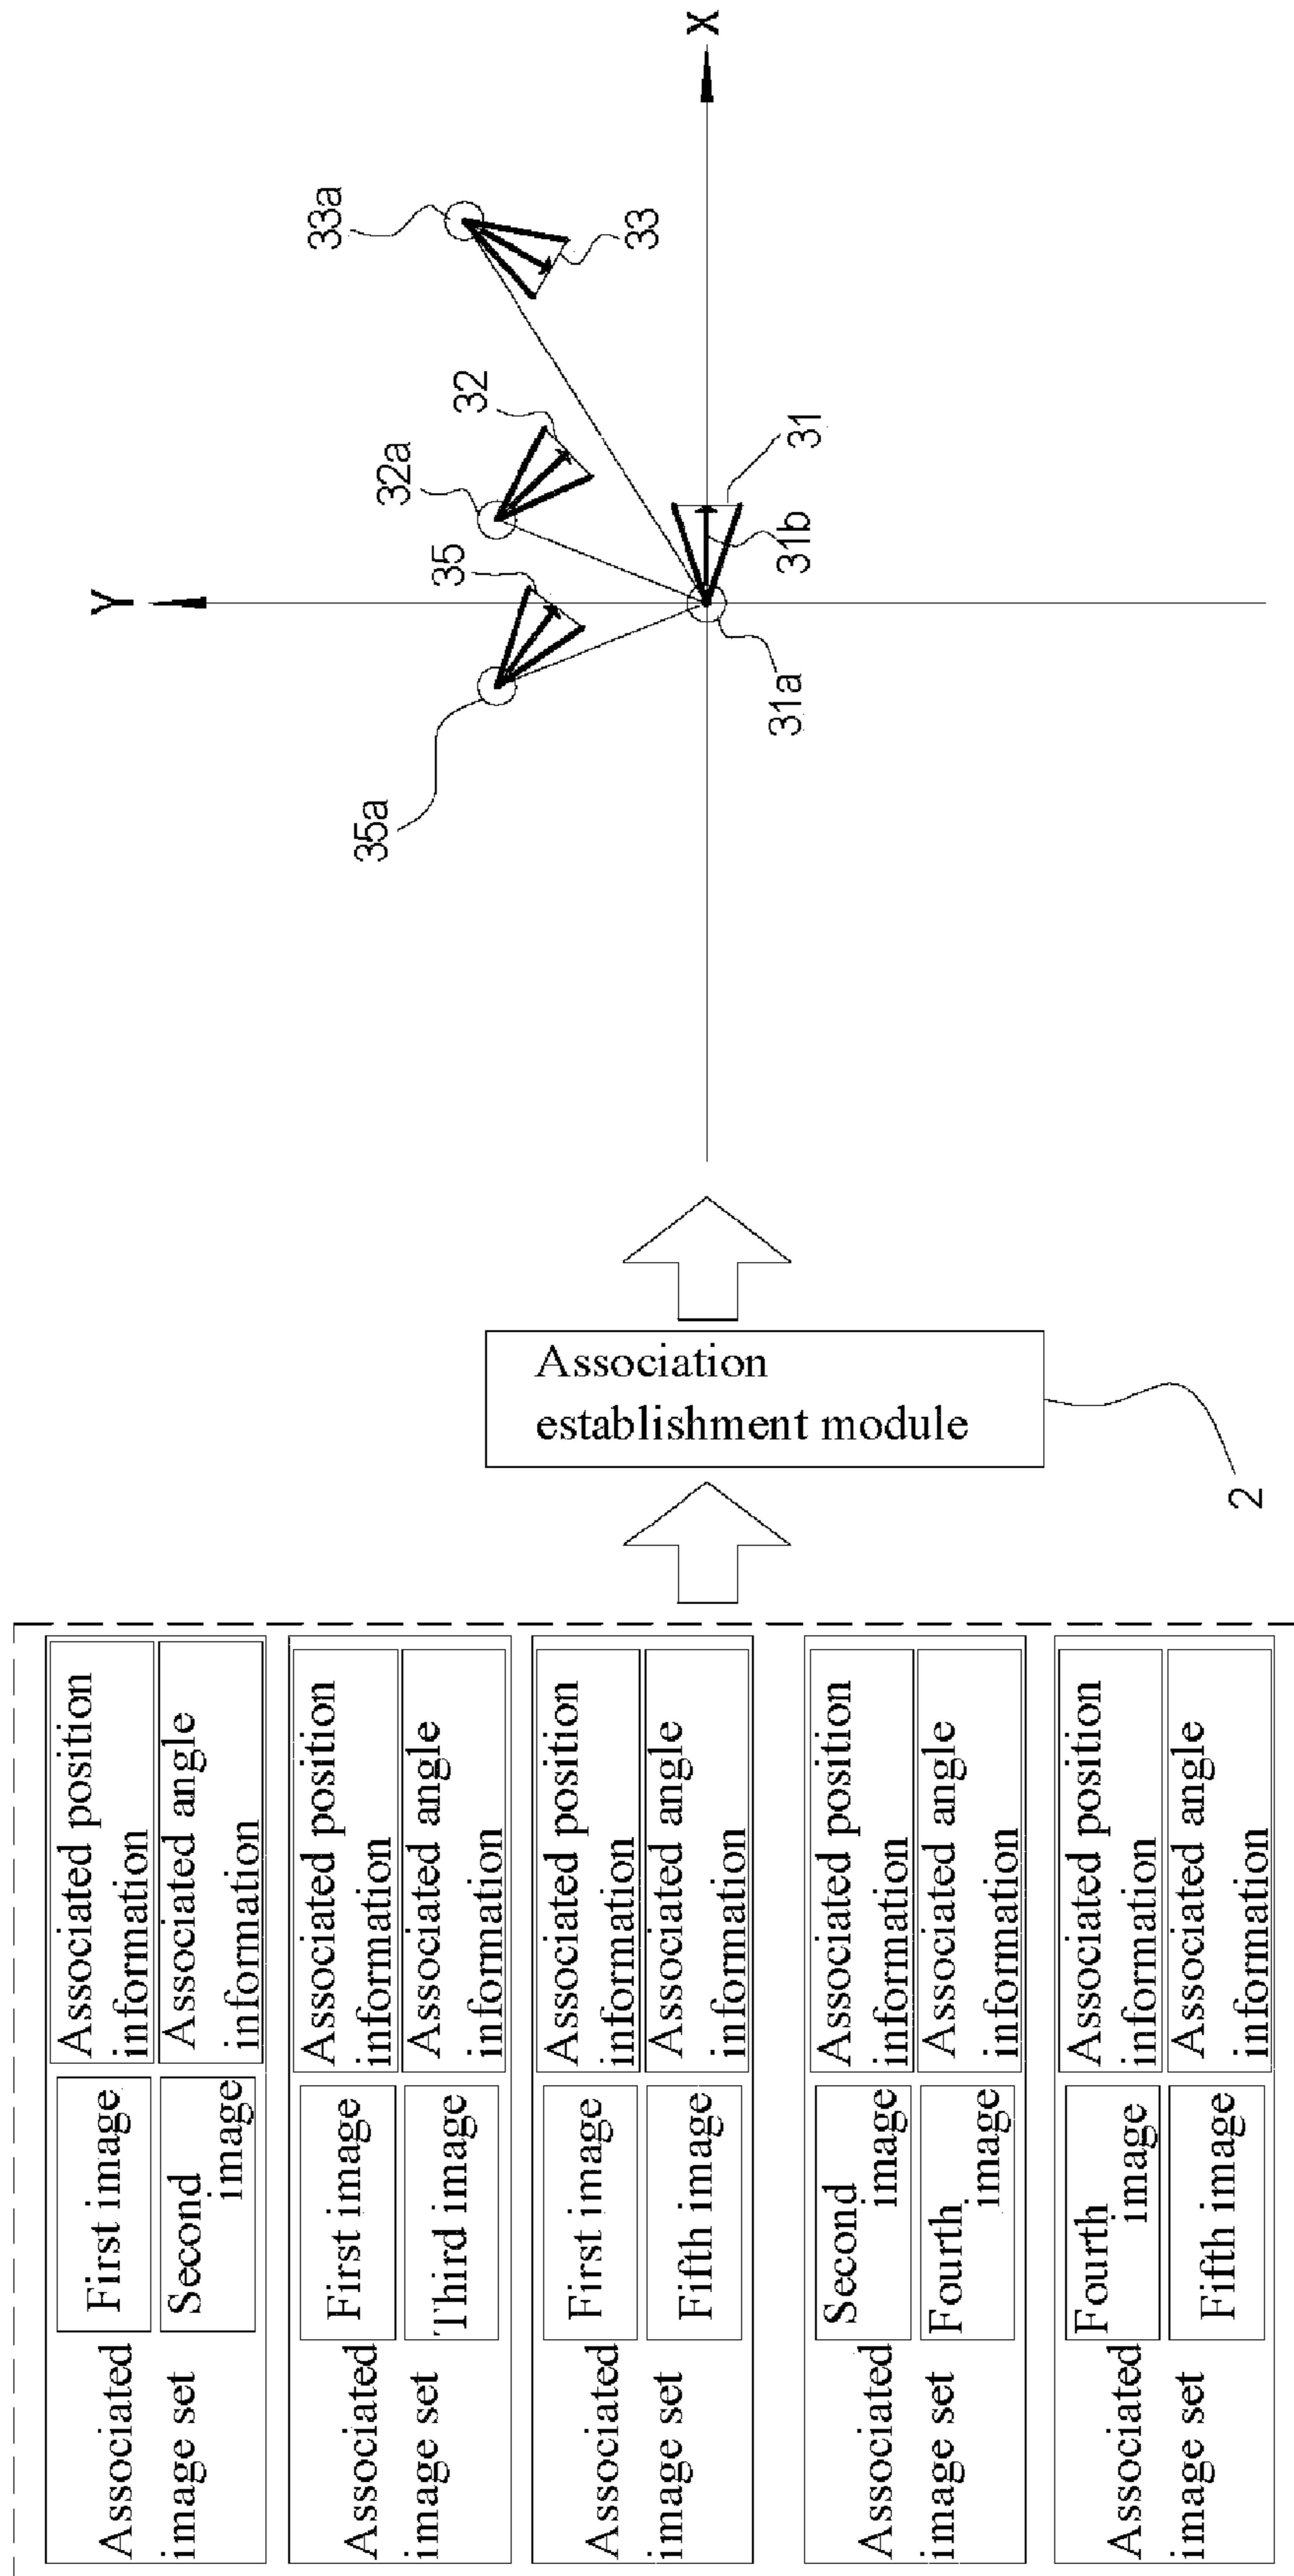 Associated
image set
First image
Second
image
Associated position
information
Associated angle
information
Associated
image set
First image
Third image
Associated position
information
Associated angle
information
Associated
image set
First image
Fifth image
Associated position
information
Associated angle
information
Associated
image set
Second
image
Fourth
image
Associated position
information
Associated angle
information
Associated
image set
Fourth
image
Fifth image
Associated position
information
Associated angle
information
Association
establishment module
2
Y
X
35a
35
32a
32
33a
33
31
31b
31a